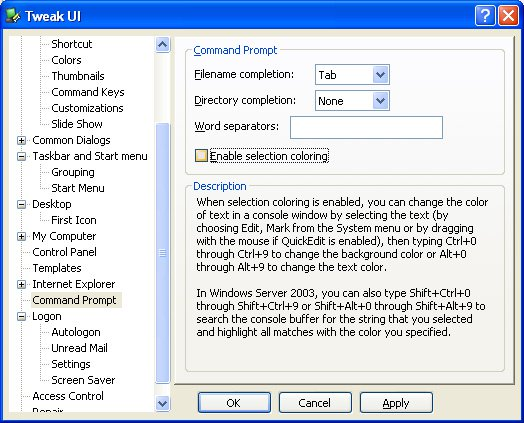 Tweak UI
Shortcut
Colors
Thumbnails
Command Keys
Customizations
Slide Show
Common Dialogs
Taskbar and Start menu
Grouping
Start Menu
Desktop
First Icon
My Computer
Control Panel
Templates
Internet Explorer
Command Prompt
Logon
Autologon
Unread Mail
Settings
Screen Saver
Access Control
Repair
Command Prompt
Filename completion: Tab
Directory completion: None
Word separators:
Enable selection coloring
Description
When selection coloring is enabled, you can change the color
of text in a console window by selecting the text (by
choosing Edit, Mark from the System menu or by dragging
with the mouse if QuickEdit is enabled), then typing Ctrl+0
through Ctrl+9 to change the background color or Alt+0
through Alt+9 to change the text color.
In Windows Server 2003, you can also type Shift+Ctrl+0
through Shift+Ctrl+9 or Shift+Alt+0 through Shift+Alt+9 to
search the console buffer for the string that you selected
and highlight all matches with the color you specified.
OK
Cancel
Apply